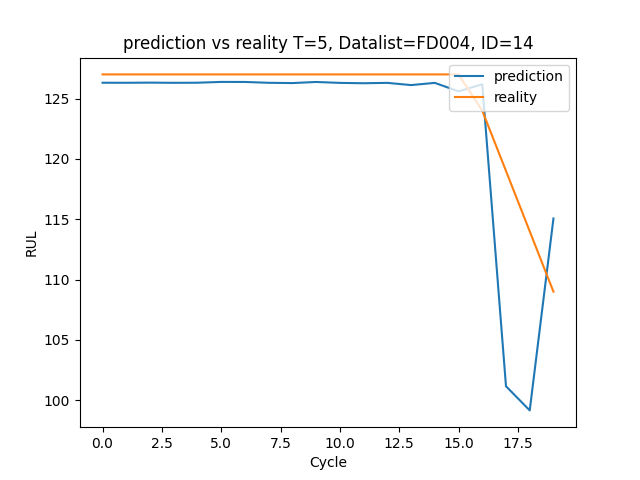 prediction vs reality T=5, Datalist=FD004, ID=14
prediction
reality
125
120
115
110
105
100
RUL
0.0 2.5 5.0 7.5 10.0 12.5 15.0 17.5
Cycle